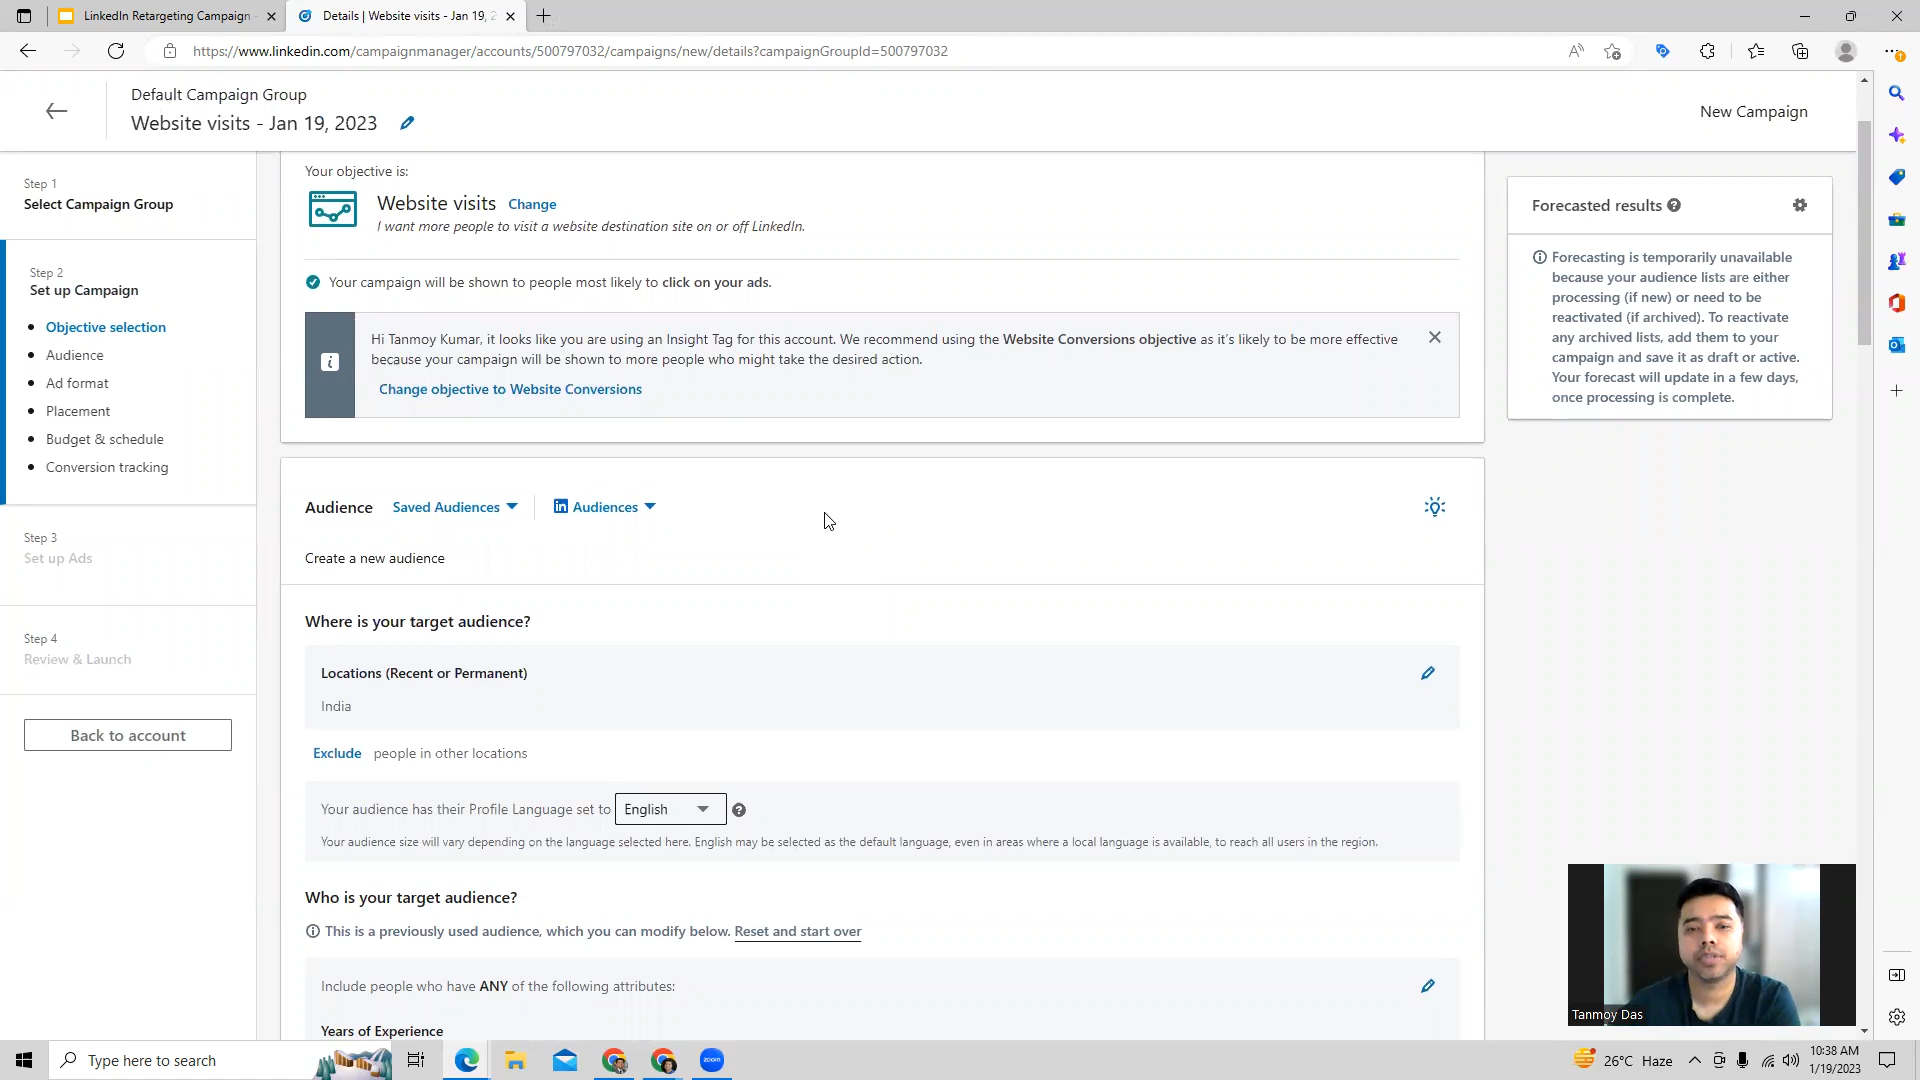 LinkedIn Retargeting Campaign
Details | Website visits - Jan 19, 2
https://www.linkedin.com/campaignmanager/accounts/500797032/campaigns/new/details?campaignGroupId=500797032
Default Campaign Group
Website visits - Jan 19, 2023
New Campaign
Step 1
Select Campaign Group
Step 2
Set up Campaign
Objective selection
Audience
Ad format
Placement
Budget & schedule
Conversion tracking
Step 3
Set up Ads
Step 4
Review & Launch
Back to account
Your objective is:
Website visits Change
I want more people to visit a website destination site on or off LinkedIn.
Your campaign will be shown to people most likely to click on your ads.
Hi Tanmoy Kumar, it looks like you are using an Insight Tag for this account. We recommend using the Website Conversions objective as it's likely to be more effective
because your campaign will be shown to more people who might take the desired action.
Change objective to Website Conversions
Audience Saved Audiences in Audiences
Create a new audience
Where is your target audience?
Locations (Recent or Permanent)
India
Exclude people in other locations
Your audience has their Profile Language set to English
Your audience size will vary depending on the language selected here. English may be selected as the default language, even in areas where a local language is available, to reach all users in the region.
Who is your target audience?
This is a previously used audience, which you can modify below. Reset and start over
Include people who have ANY of the following attributes:
Years of Experience
Forecasted results
Forecasting is temporarily unavailable
because your audience lists are either
processing (if new) or need to be
reactivated (if archived). To reactivate
any archived lists, add them to your
campaign and save it as draft or active.
Your forecast will update in a few days,
once processing is complete.
Tanmoy Das
Type here to search
zoom
26°C Haze
10:38 AM
1/19/2023